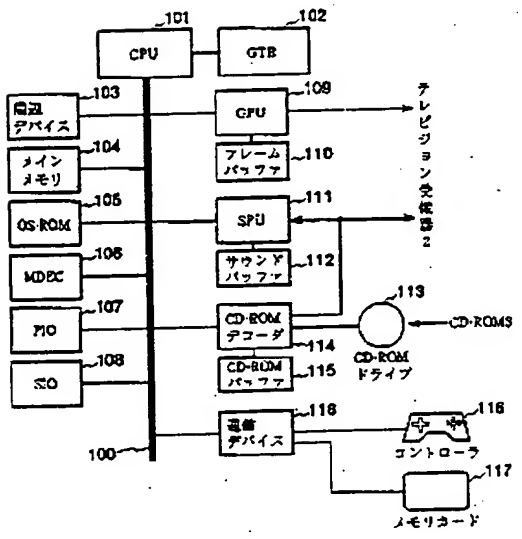 101
102
CPU
GTE
103
109
周辺
デバイス
GPU
104
メイン
メモリ
フレーム
バッファ
110
105
111
OS·ROM
SPU
106
サウンド
バッファ
112
MDEC
テレビジョン受像器2
107
113
PIO
CD·ROM
デコーダ
114
CD·ROM3
CD·ROM
ドライブ
108
CD·ROM
バッファ
115
SIO
118
116
通信
デバイス
100
コントローラ
117
メモリカード